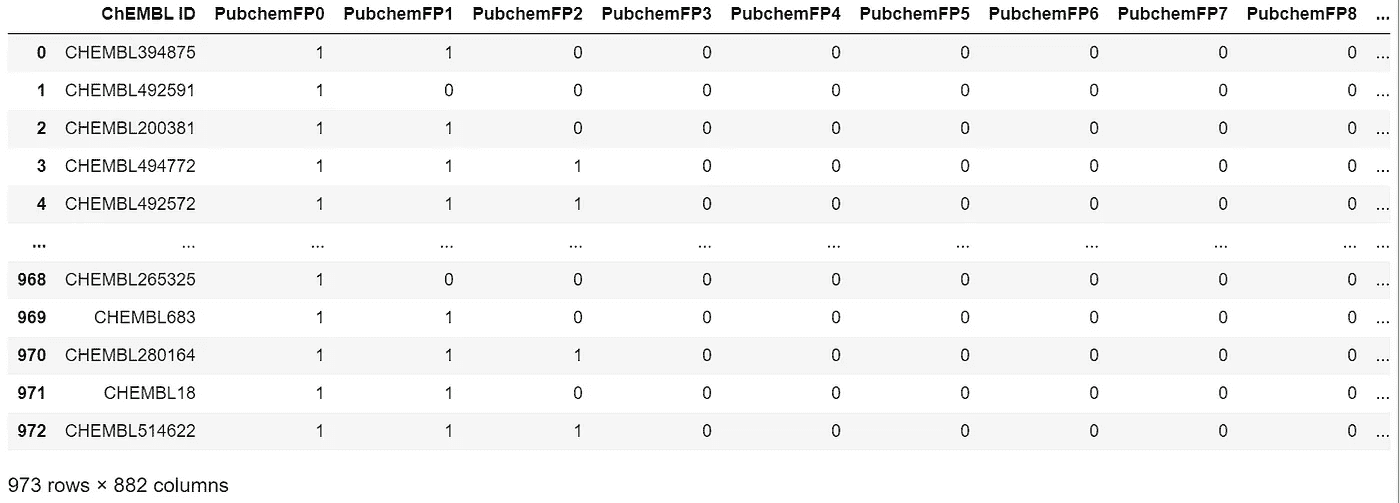 ChEMBL ID PubchemFP0 PubchemFP1 PubchemFP2 PubchemFP3 PubchemFP4 PubchemFP5 PubchemFP6 PubchemFP7 PubchemFP8 ...
0 CHEMBL394875 1 1 0 0 0 0 0 0 0 ...
1 CHEMBL492591 1 0 0 0 0 0 0 0 0 ...
2 CHEMBL200381 1 1 0 0 0 0 0 0 0 ...
3 CHEMBL494772 1 1 1 0 0 0 0 0 0 ...
4 CHEMBL492572 1 1 1 0 0 0 0 0 0 ...
... ... ... ... ... ... ... ... ... ... ... ...
968 CHEMBL265325 1 0 0 0 0 0 0 0 0 ...
969 CHEMBL683 1 1 0 0 0 0 0 0 0 ...
970 CHEMBL280164 1 1 1 0 0 0 0 0 0 ...
971 CHEMBL18 1 1 0 0 0 0 0 0 0 ...
972 CHEMBL514622 1 1 1 0 0 0 0 0 0 ...
973 rows × 882 columns